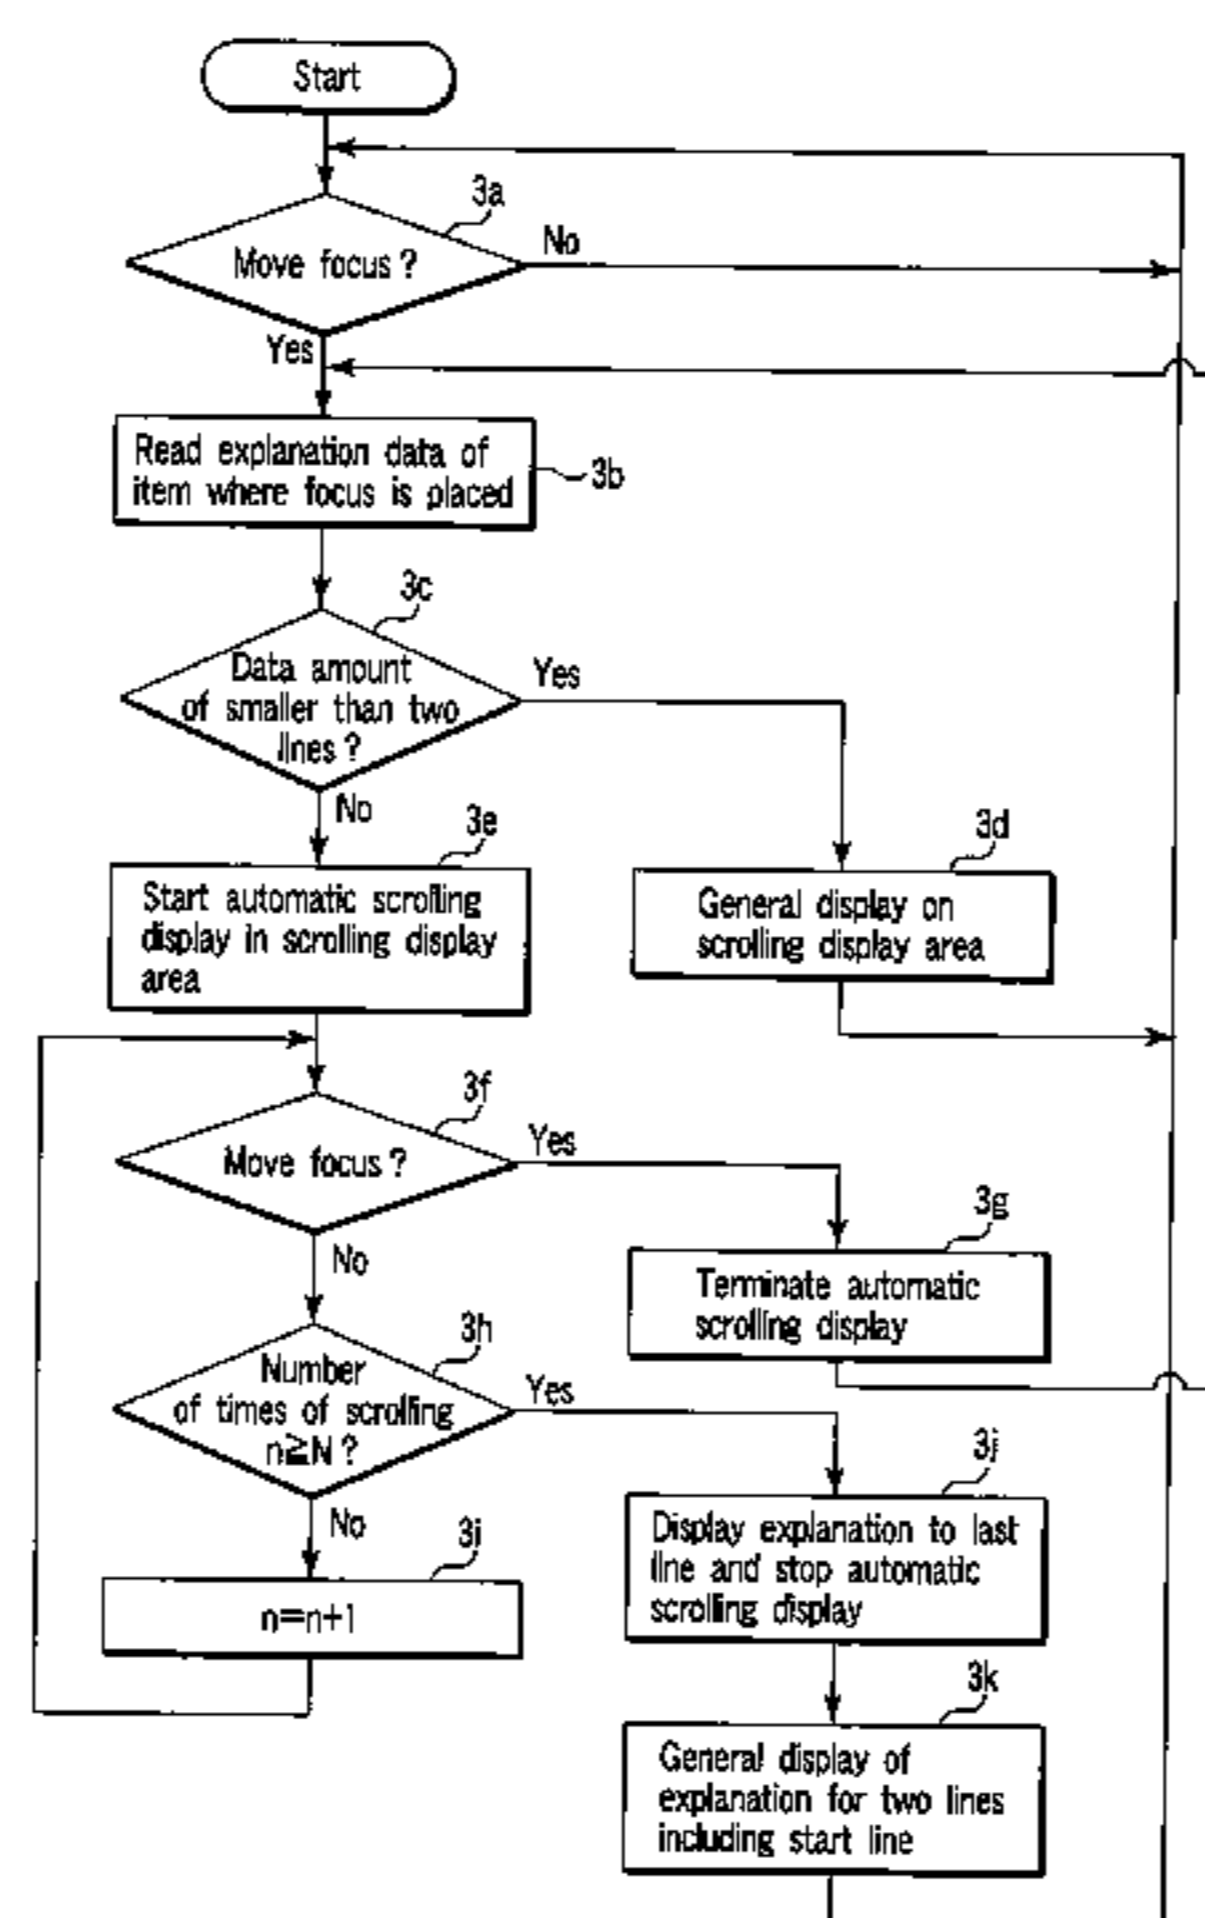 Start
3a
Move focus?
No
Yes
Read explanation data of
item where focus is placed
3b
3c
Data amount
of smaller than two
lines?
Yes
No
3e
Start automatic scrolling
display in scrolling display
area
3d
General display on
scrolling display area
3f
Move focus?
Yes
No
3g
Terminate automatic
scrolling display
3h
Number
of times of scrolling
n≧N?
Yes
No
3i
n=n+1
3j
Display explanation to last
line and stop automatic
scrolling display
3k
General display of
explanation for two lines
including start line